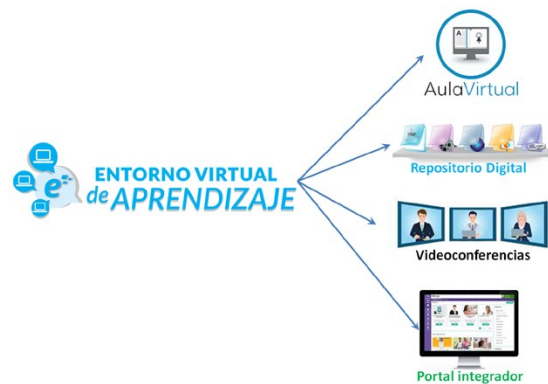 ENTORNO VIRTUAL
de APRENDIZAJE
AulaVirtual
Repositorio Digital
Videoconferencias
Portal integrador